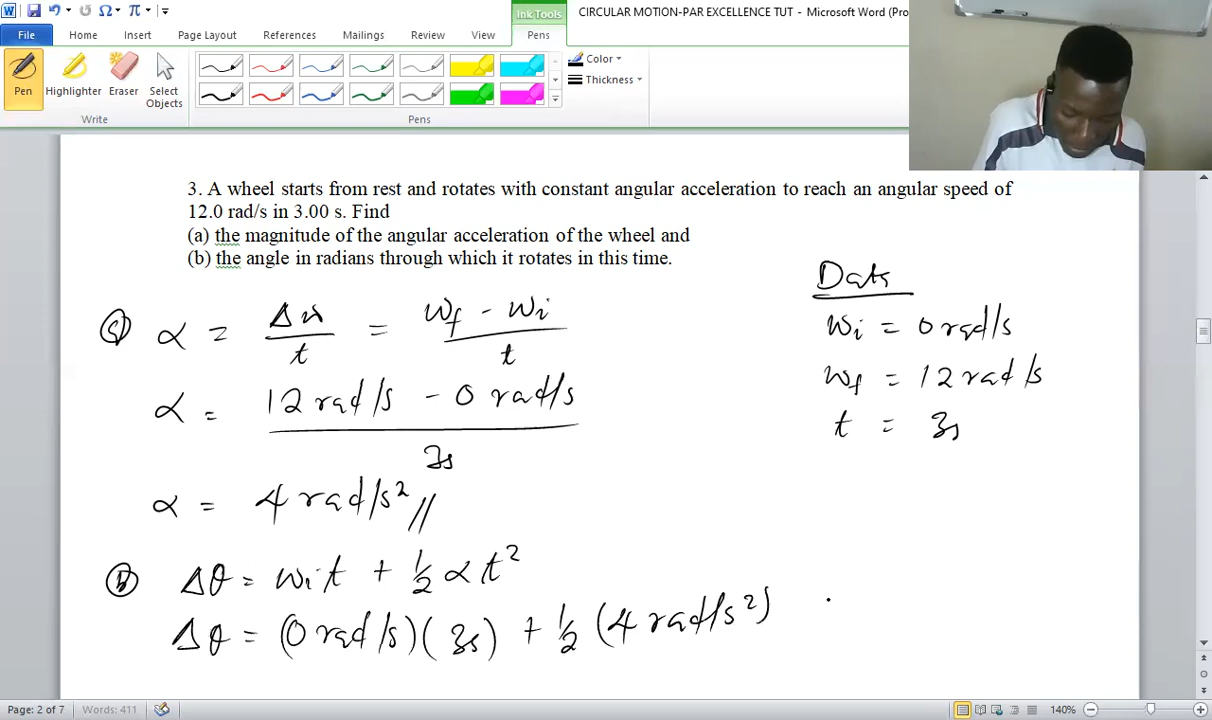 Ink Tools
CIRCULAR MOTION-PAR EXCELLENCE TUT - Microsoft Word (Pro
File Home Insert Page Layout References Mailings Review View Pens
Pen Highlighter Eraser Select Objects
Color
Thickness
Write Pens
3. A wheel starts from rest and rotates with constant angular acceleration to reach an angular speed of
12.0 rad/s in 3.00 s. Find
(a) the magnitude of the angular acceleration of the wheel and
(b) the angle in radians through which it rotates in this time.
Data
ωi = 0 rad/s
ωf = 12 rad/s
t = 3s
a) α = Δω/t = (ωf - ωi)/t
α = (12 rad/s - 0 rad/s)/3s
α = 4 rad/s² //
b) Δθ = ωit + ½ αt²
Δθ = (0 rad/s)(3s) + ½ (4 rad/s²)
Page: 2 of 7 Words: 411 140%